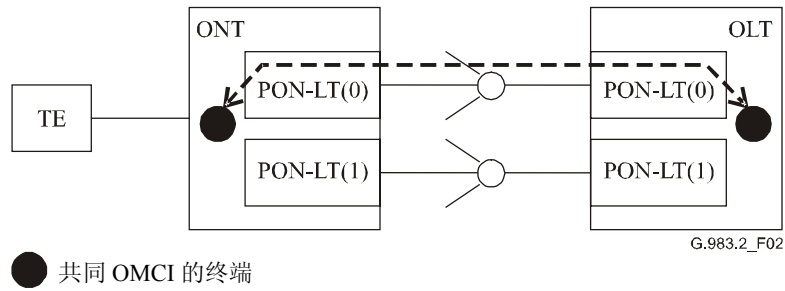 ONT
OLT
PON-LT(0)
PON-LT(0)
TE
PON-LT(1)
PON-LT(1)
G.983.2_F02
共同 OMCI 的终端